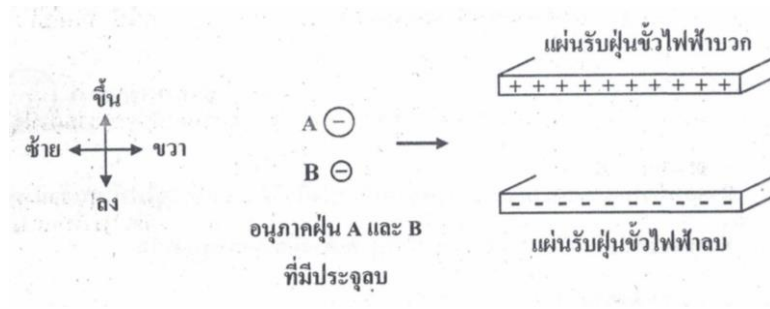 แผ่นรับฝุ่นขั้วไฟฟ้าบวก
+ + + + + + + + + + +
ขึ้น
ซ้าย ขวา
ลง
A −
B −
อนุภาคฝุ่น A และ B
ที่มีประจุลบ
- - - - - - - - -
แผ่นรับฝุ่นขั้วไฟฟ้าลบ